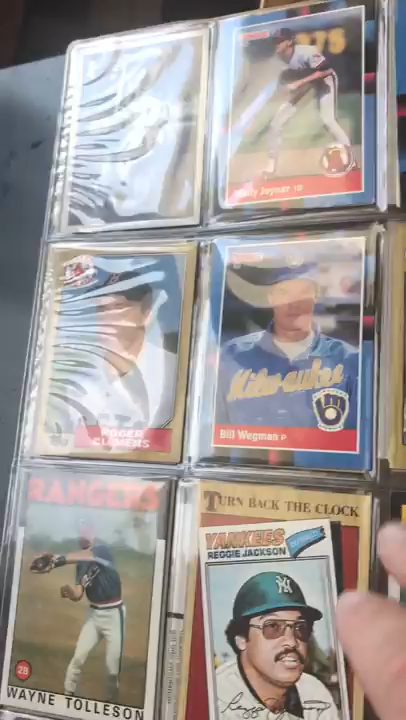 Wally Joyner 1B
ROGER
CLEMENS
Milwaukee
Bill Wegman P
RANGERS
2B
WAYNE TOLLESON
TURN BACK THE CLOCK
YANKEES
REGGIE JACKSON
NY